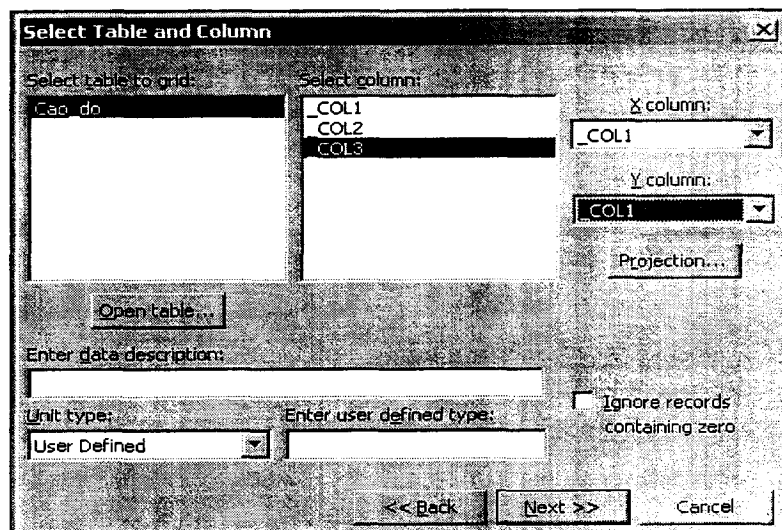 Select Table and Column
Select table to grid:
Select column:
Cao_do
_COL1
_COL2
_COL3
X column:
_COL1
Y column:
_COL1
Projection...
Open table...
Enter data description:
Unit type:
User Defined
Enter user defined type:
Ignore records
containing zero
<< Back
Next >>
Cancel